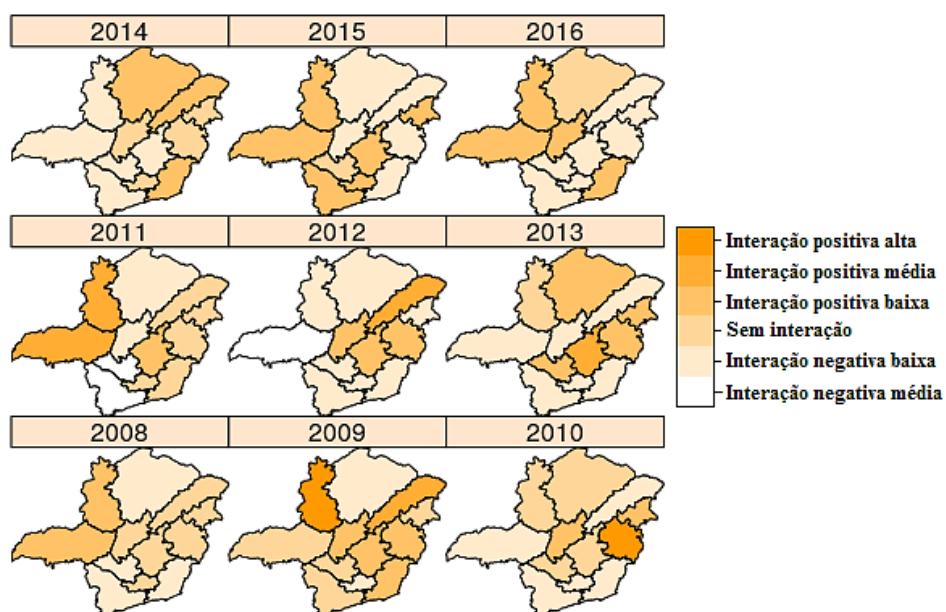 2014 2015 2016
2011 2012 2013
Interação positiva alta
Interação positiva média
Interação positiva baixa
Sem interação
Interação negativa baixa
Interação negativa média
2008 2009 2010